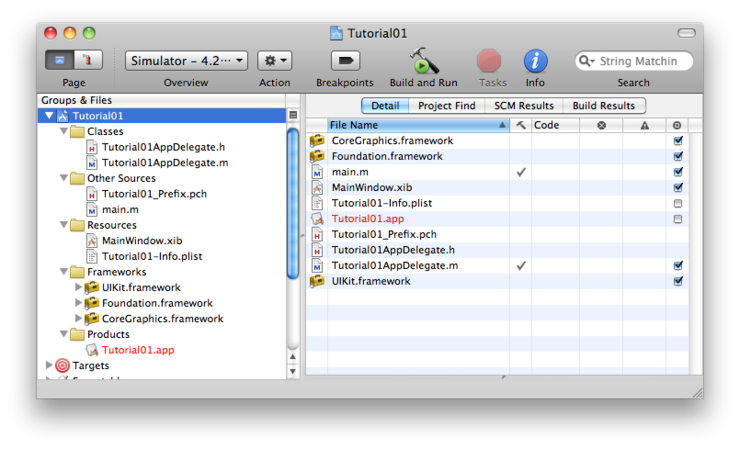 Tutorial01
Simulator - 4.2...
String Matchin
Page
Overview
Action
Breakpoints
Build and Run
Tasks
Info
Search
Groups & Files
Tutorial01
Classes
Tutorial01AppDelegate.h
Tutorial01AppDelegate.m
Other Sources
Tutorial01_Prefix.pch
main.m
Resources
MainWindow.xib
Tutorial01-Info.plist
Frameworks
UIKit.framework
Foundation.framework
CoreGraphics.framework
Products
Tutorial01.app
Targets
Detail
Project Find
SCM Results
Build Results
File Name
Code
CoreGraphics.framework
Foundation.framework
main.m
MainWindow.xib
Tutorial01-Info.plist
Tutorial01.app
Tutorial01_Prefix.pch
Tutorial01AppDelegate.h
Tutorial01AppDelegate.m
UIKit.framework